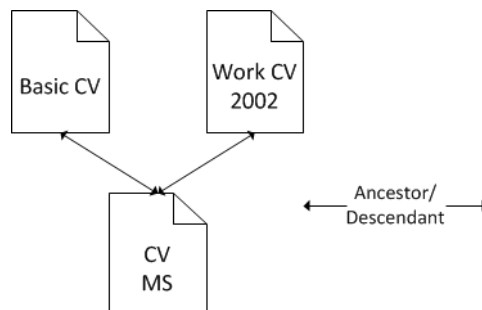 Basic CV
Work CV
2002
CV
MS
Ancestor/
Descendant